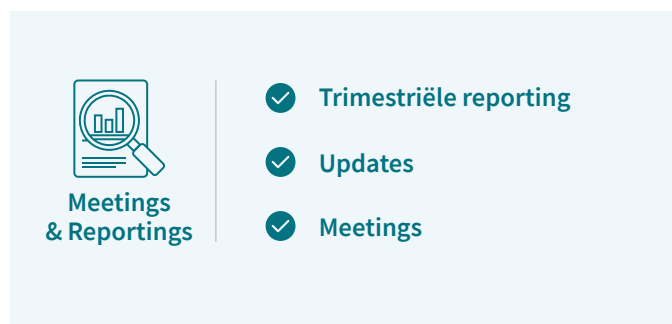 Meetings
& Reportings
Trimestriële reporting
Updates
Meetings